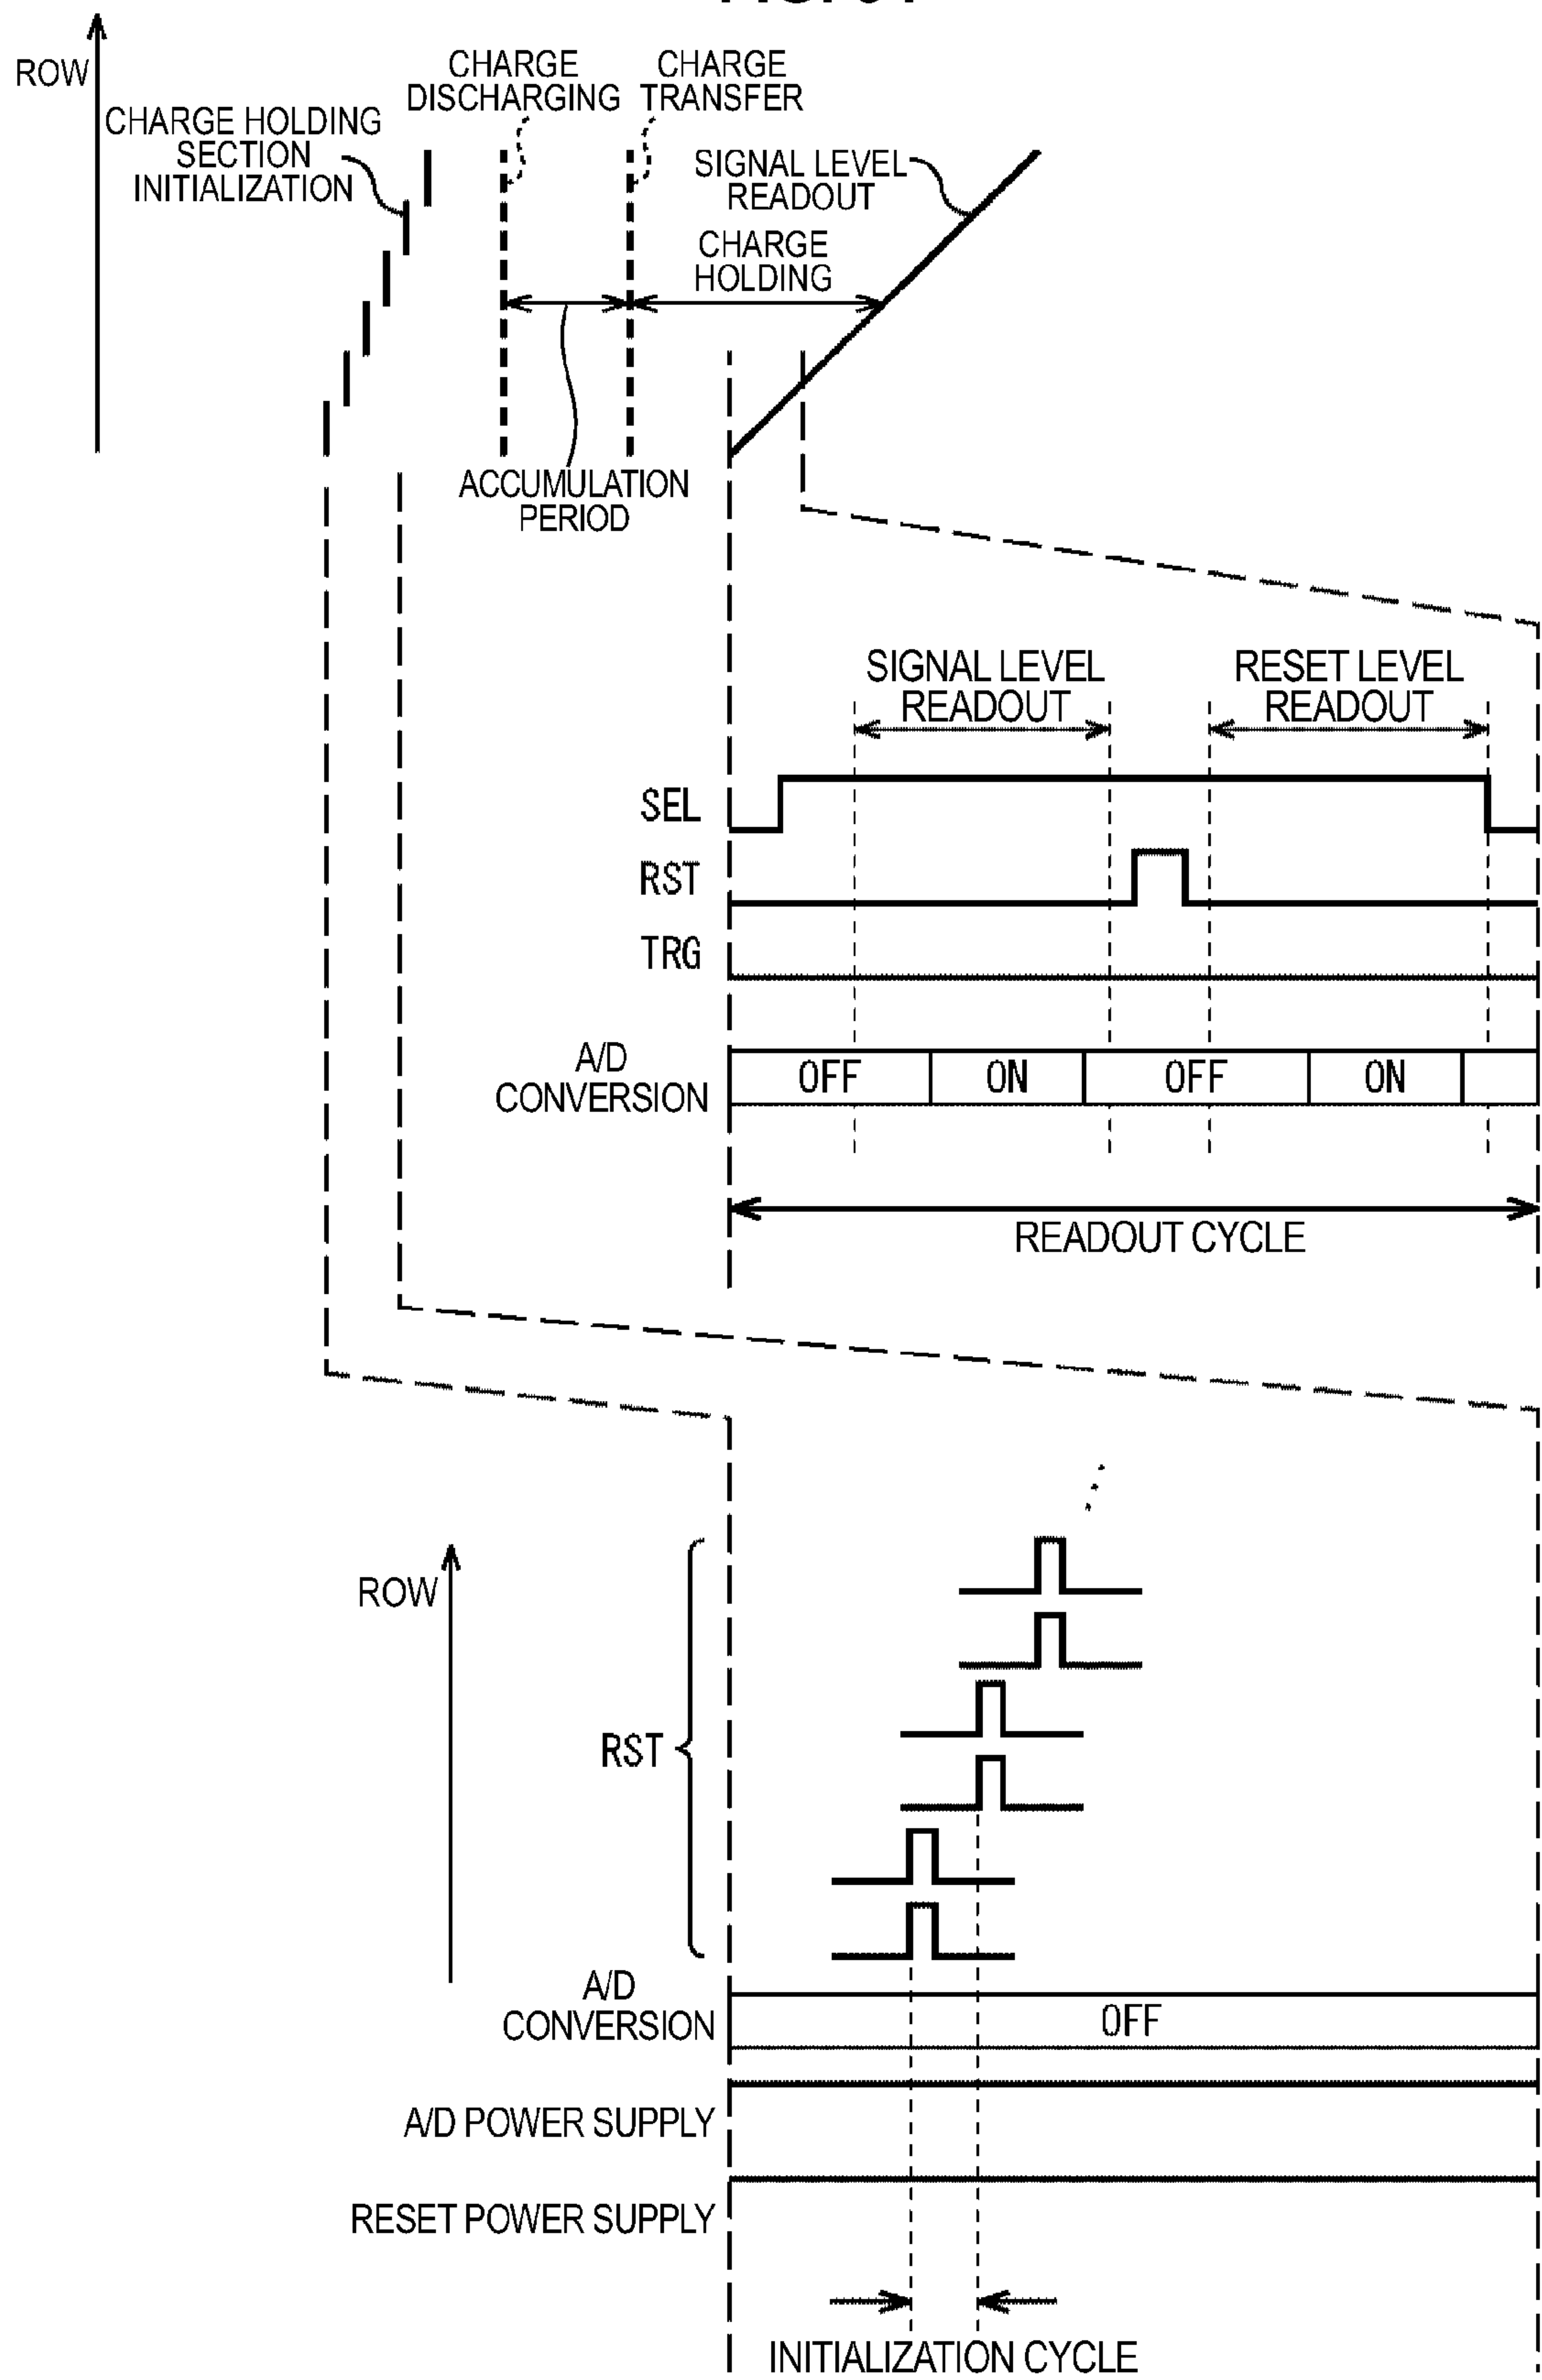 ROW
CHARGE
DISCHARGING
CHARGE
TRANSFER
CHARGE HOLDING
SECTION
INITIALIZATION
SIGNAL LEVEL
READOUT
CHARGE
HOLDING
ACCUMULATION
PERIOD
SIGNAL LEVEL
READOUT
RESET LEVEL
READOUT
SEL
RST
TRG
A/D
CONVERSION
OFF
ON
OFF
ON
READOUT CYCLE
ROW
RST
A/D
CONVERSION
OFF
A/D POWER SUPPLY
RESET POWER SUPPLY
INITIALIZATION CYCLE